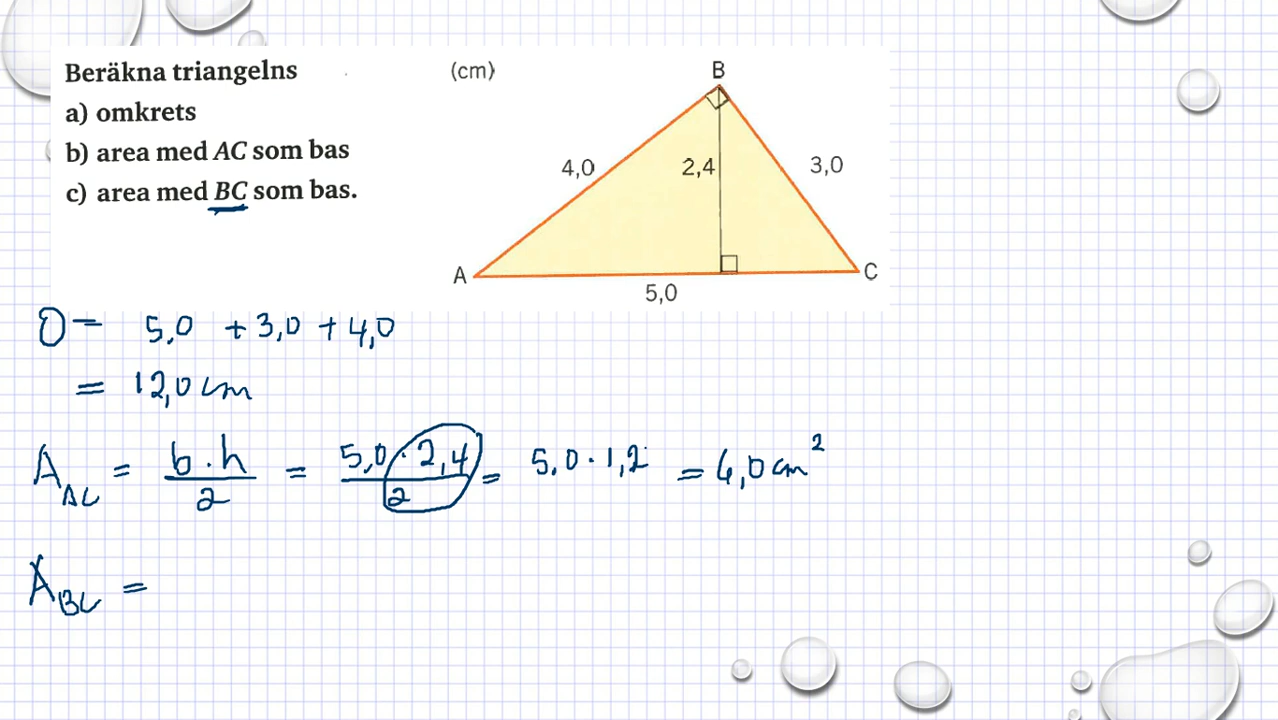 Beräkna triangelns
a) omkrets
b) area med AC som bas
c) area med BC som bas.
(cm)
B
4,0
2,4
3,0
A
C
5,0
O = 5,0 + 3,0 + 4,0
= 12,0 cm
A_AC = b·h/2 = 5,0·2,4/2 = 5,0·1,2 = 6,0 cm²
A_BC =